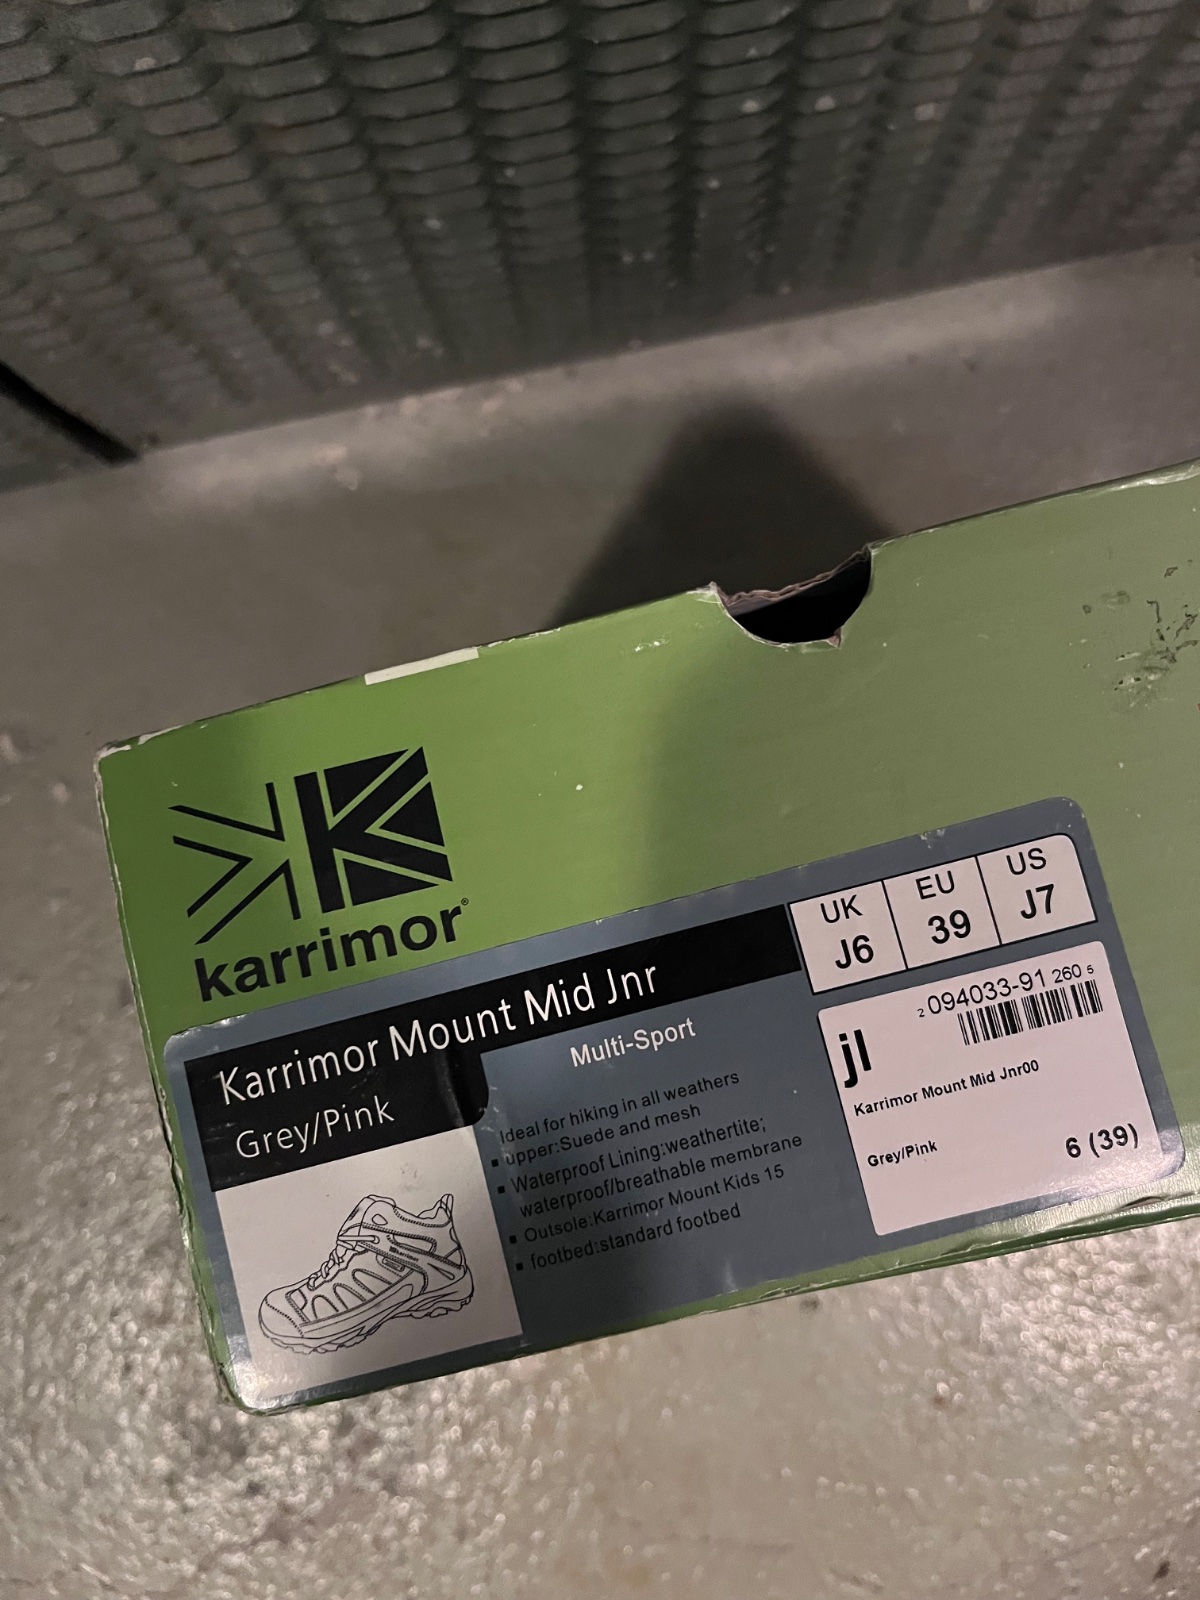 karrimor®
Karrimor Mount Mid Jnr
Grey/Pink
Multi-Sport
Ideal for hiking in all weathers
▪ upper:Suede and mesh
▪ Waterproof Lining:weathertite;
waterproof/breathable membrane
▪ Outsole:Karrimor Mount Kids 15
▪ footbed:standard footbed
UK
J6
EU
39
US
J7
2 094033-91 260 5
jl
Karrimor Mount Mid Jnr00
Grey/Pink
6 (39)